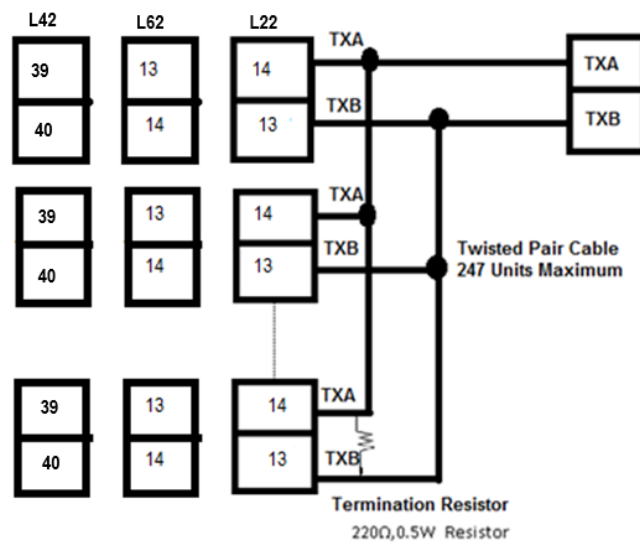 L42 L62 L22
TXA
39 13 14 TXA
TXB
40 14 13 TXB
TXA
39 13 14
TXB
40 14 13
Twisted Pair Cable
247 Units Maximum
TXA
39 13 14
TXB
40 14 13
Termination Resistor
220Ω,0.5W Resistor